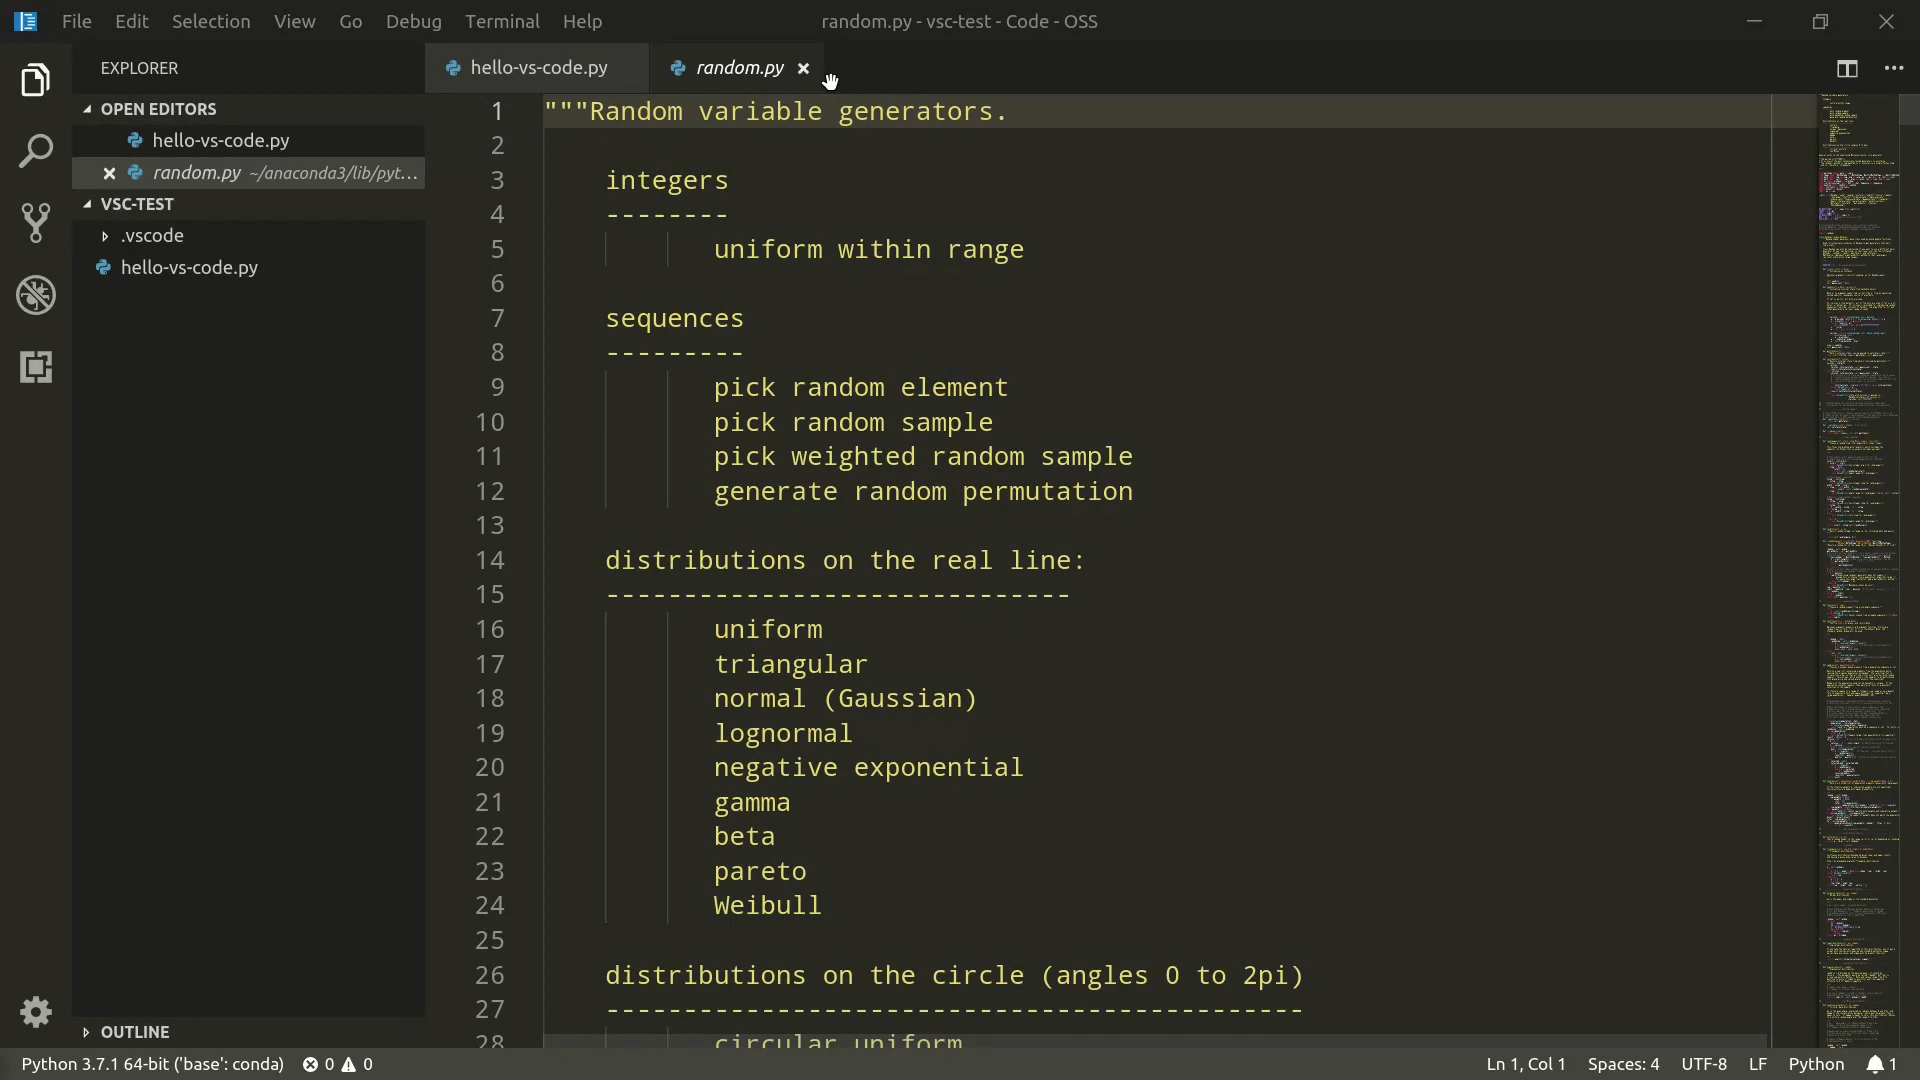 File Edit Selection View Go Debug Terminal Help
random.py - vsc-test - Code - OSS
EXPLORER
OPEN EDITORS
hello-vs-code.py
random.py ~/anaconda3/lib/pyt...
VSC-TEST
.vscode
hello-vs-code.py
OUTLINE
hello-vs-code.py random.py
1 """Random variable generators.
2
3 integers
4 --------
5 uniform within range
6
7 sequences
8 ---------
9 pick random element
10 pick random sample
11 pick weighted random sample
12 generate random permutation
13
14 distributions on the real line:
15 ------------------------------
16 uniform
17 triangular
18 normal (Gaussian)
19 lognormal
20 negative exponential
21 gamma
22 beta
23 pareto
24 Weibull
25
26 distributions on the circle (angles 0 to 2pi)
27 ---------------------------------------------
28 circular uniform
Python 3.7.1 64-bit ('base': conda) 0 0 Ln 1, Col 1 Spaces: 4 UTF-8 LF Python 1